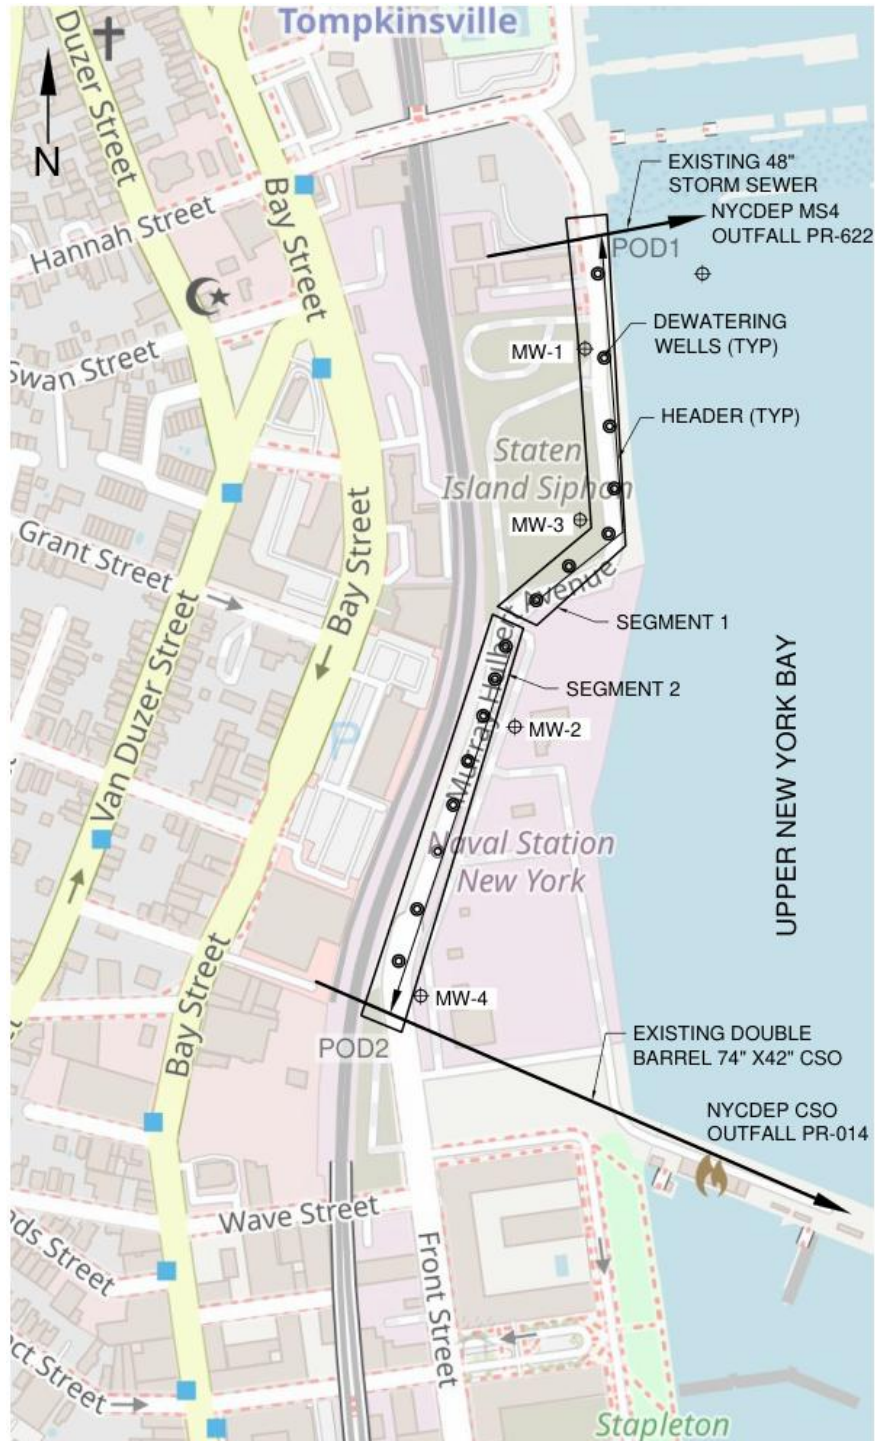 Tompkinsville
Duzer Street
N
Hannah Street
Bay Street
EXISTING 48"
STORM SEWER
NYCDEP MS4
OUTFALL PR-622
POD1
Swan Street
MW-1
DEWATERING
WELLS (TYP)
HEADER (TYP)
Staten
Island Siphon
MW-3
Grant Street
Bay Street
Murray Hulbert Avenue
SEGMENT 1
SEGMENT 2
MW-2
P
UPPER NEW YORK BAY
Van Duzer Street
Naval Station
New York
Bay Street
MW-4
POD2
EXISTING DOUBLE
BARREL 74" X42" CSO
NYCDEP CSO
OUTFALL PR-014
Wave Street
Front Street
nds Street
ect Street
Stapleton